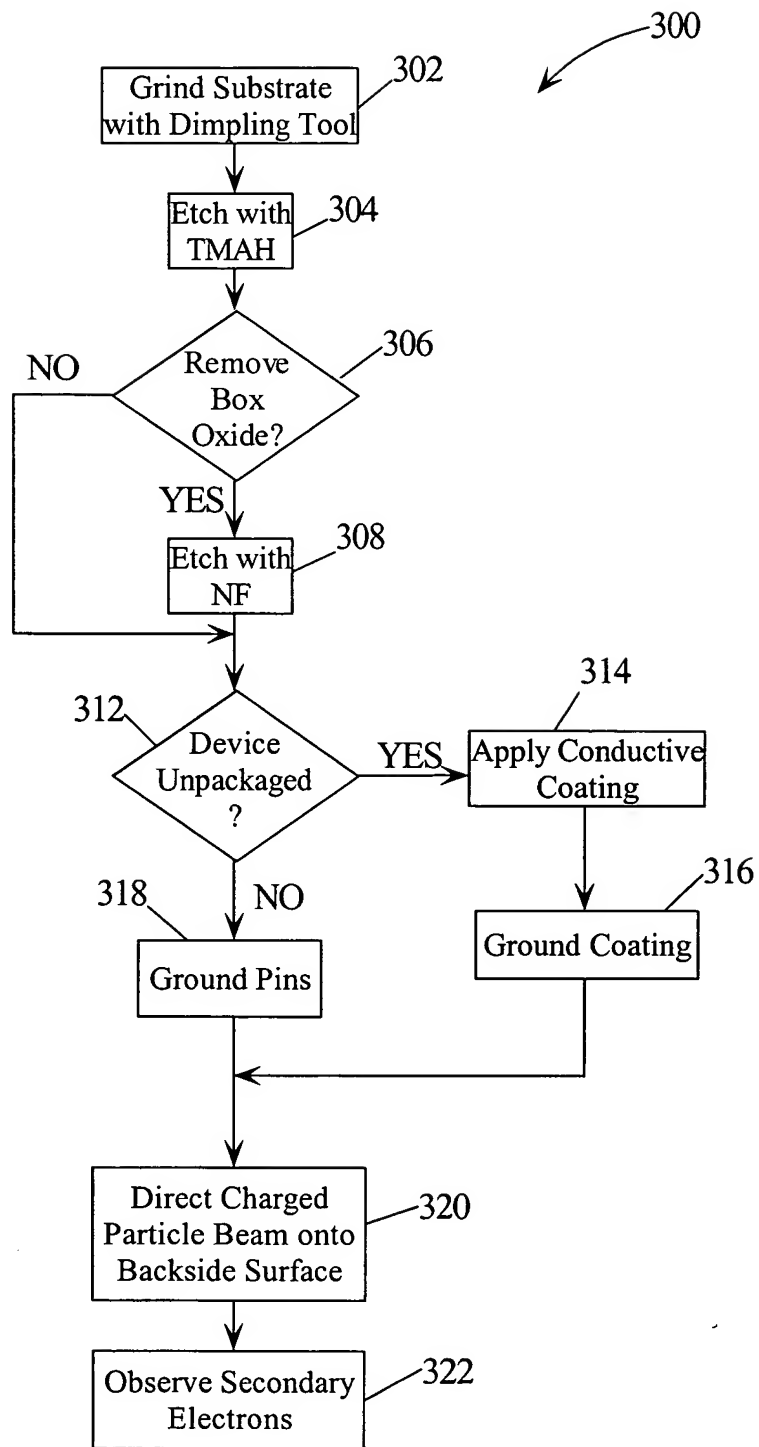 300
302
Grind Substrate
with Dimpling Tool
Etch with
TMAH
304
306
NO
Remove
Box
Oxide?
YES
308
Etch with
NF
314
312
Device
Unpackaged
?
YES
Apply Conductive
Coating
318
NO
316
Ground Coating
Ground Pins
Direct Charged
Particle Beam onto
Backside Surface
320
322
Observe Secondary
Electrons